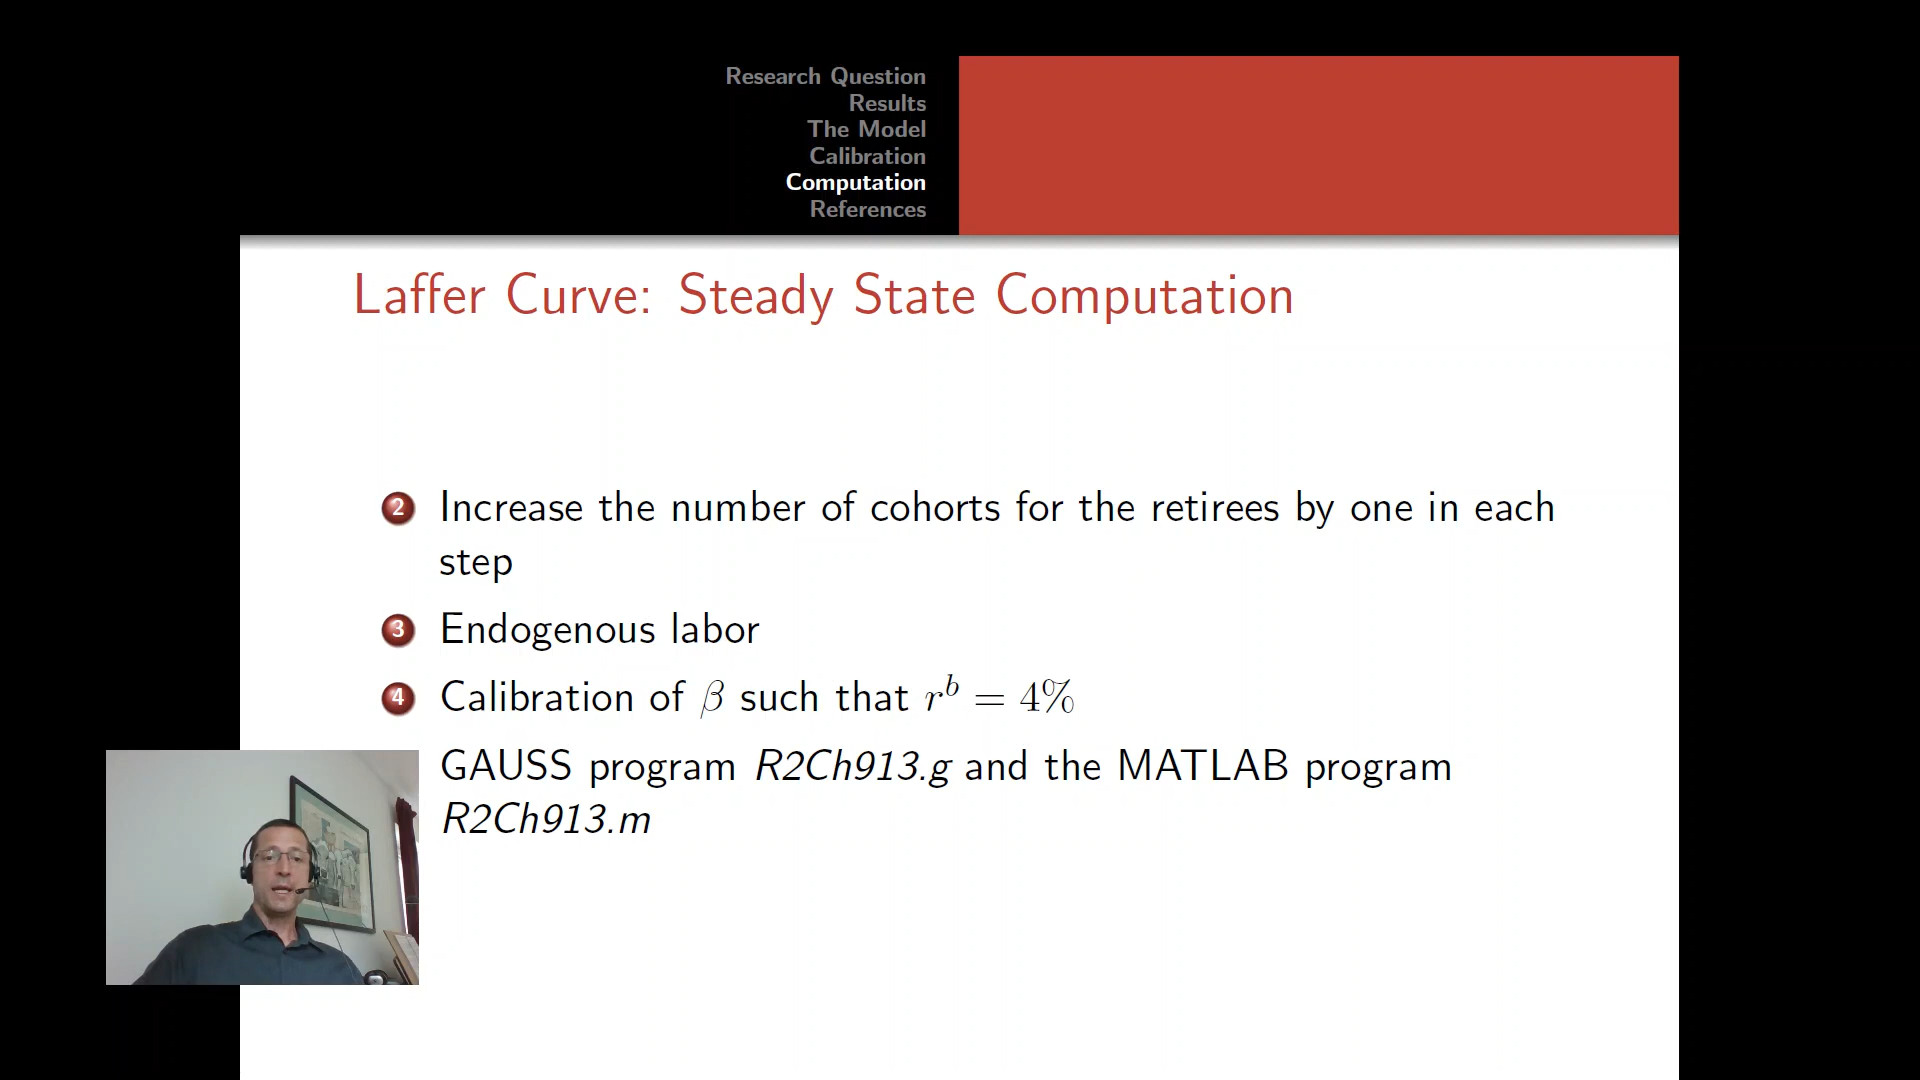 Research Question
Results
The Model
Calibration
Computation
References
Laffer Curve: Steady State Computation
2 Increase the number of cohorts for the retirees by one in each
step
3 Endogenous labor
4 Calibration of β such that r^b = 4%
GAUSS program R2Ch913.g and the MATLAB program
R2Ch913.m